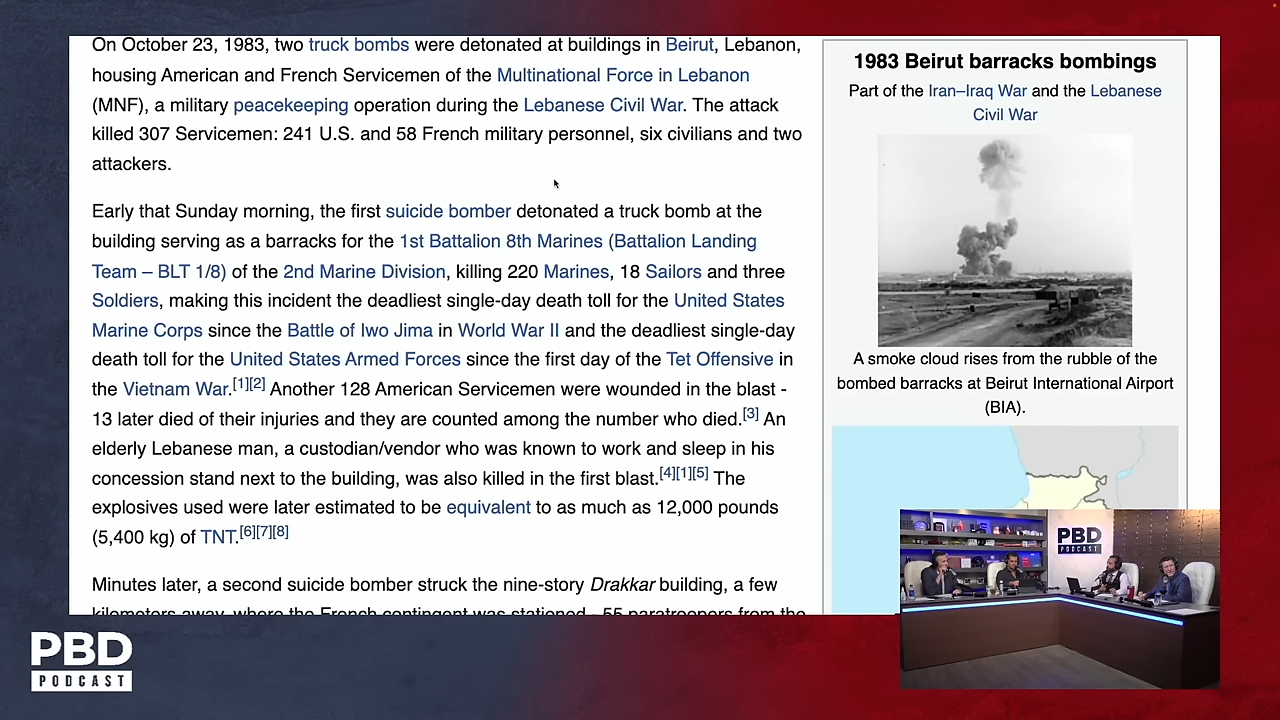 On October 23, 1983, two truck bombs were detonated at buildings in Beirut, Lebanon,
housing American and French Servicemen of the Multinational Force in Lebanon
(MNF), a military peacekeeping operation during the Lebanese Civil War. The attack
killed 307 Servicemen: 241 U.S. and 58 French military personnel, six civilians and two
attackers.
Early that Sunday morning, the first suicide bomber detonated a truck bomb at the
building serving as a barracks for the 1st Battalion 8th Marines (Battalion Landing
Team – BLT 1/8) of the 2nd Marine Division, killing 220 Marines, 18 Sailors and three
Soldiers, making this incident the deadliest single-day death toll for the United States
Marine Corps since the Battle of Iwo Jima in World War II and the deadliest single-day
death toll for the United States Armed Forces since the first day of the Tet Offensive in
the Vietnam War.[1][2] Another 128 American Servicemen were wounded in the blast -
13 later died of their injuries and they are counted among the number who died.[3] An
elderly Lebanese man, a custodian/vendor who was known to work and sleep in his
concession stand next to the building, was also killed in the first blast.[4][1][5] The
explosives used were later estimated to be equivalent to as much as 12,000 pounds
(5,400 kg) of TNT.[6][7][8]
Minutes later, a second suicide bomber struck the nine-story Drakkar building, a few
kilometers away, where the French contingent was stationed - 55 paratroopers from the
1983 Beirut barracks bombings
Part of the Iran–Iraq War and the Lebanese
Civil War
A smoke cloud rises from the rubble of the
bombed barracks at Beirut International Airport
(BIA).
PBD
PODCAST
PBD
PODCAST